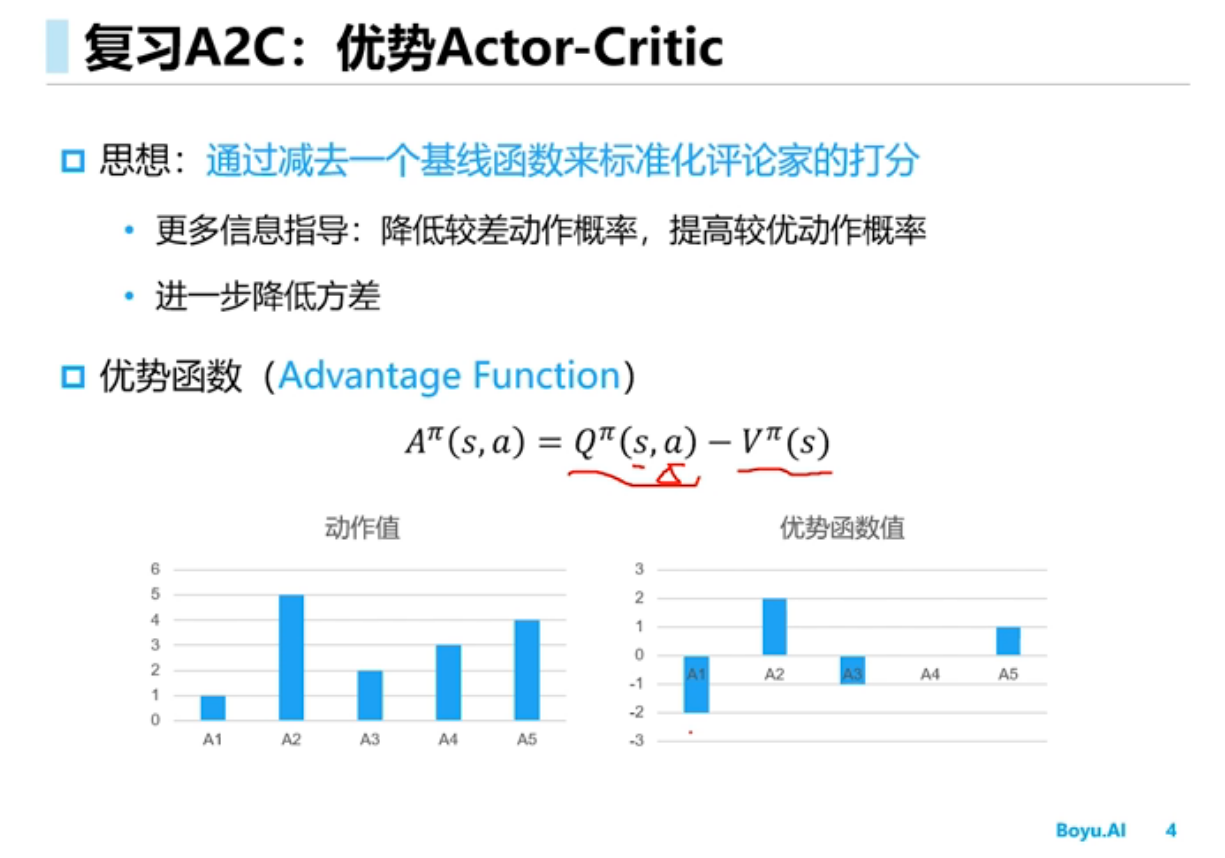 复习A2C：优势Actor-Critic
思想：通过减去一个基线函数来标准化评论家的打分
• 更多信息指导：降低较差动作概率，提高较优动作概率
• 进一步降低方差
优势函数（Advantage Function）
A^π(s,a) = Q^π(s,a) − V^π(s)
动作值
6
5
4
3
2
1
0
A1 A2 A3 A4 A5
优势函数值
3
2
1
0
A1 A2 A3 A4 A5
-1
-2
-3
Boyu.AI 4